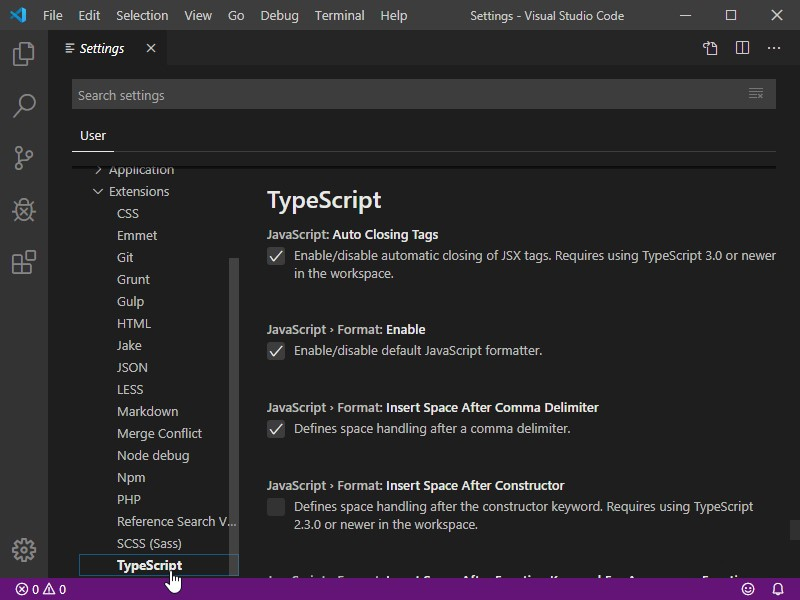 File Edit Selection View Go Debug Terminal Help Settings - Visual Studio Code
Settings
Search settings
User
Application
Extensions
CSS
Emmet
Git
Grunt
Gulp
HTML
Jake
JSON
LESS
Markdown
Merge Conflict
Node debug
Npm
PHP
Reference Search V...
SCSS (Sass)
TypeScript
TypeScript
JavaScript: Auto Closing Tags
Enable/disable automatic closing of JSX tags. Requires using TypeScript 3.0 or newer
in the workspace.
JavaScript › Format: Enable
Enable/disable default JavaScript formatter.
JavaScript › Format: Insert Space After Comma Delimiter
Defines space handling after a comma delimiter.
JavaScript › Format: Insert Space After Constructor
Defines space handling after the constructor keyword. Requires using TypeScript
2.3.0 or newer in the workspace.
0 0